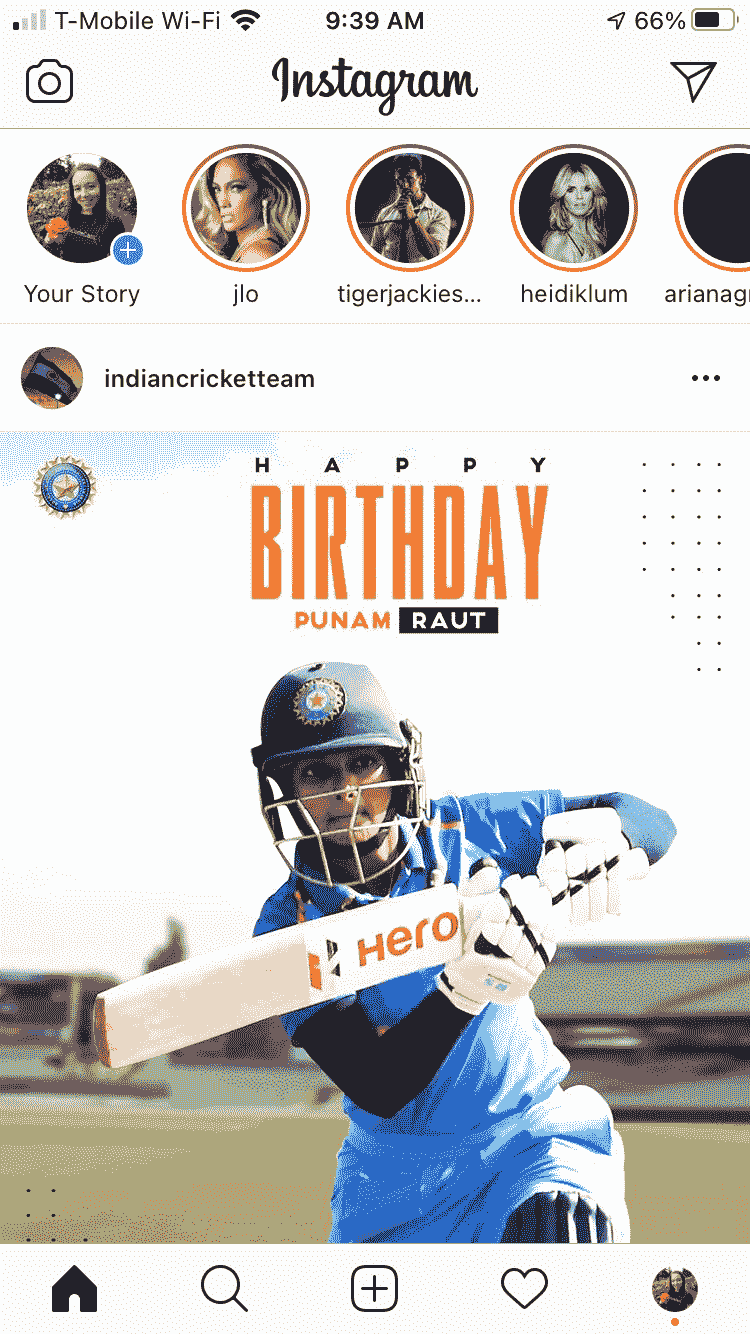 T-Mobile Wi-Fi 9:39 AM 66%
Instagram
Your Story jlo tigerjackies... heidiklum arianag
indiancricketteam
HAPPY
BIRTHDAY
PUNAM RAUT
Hero